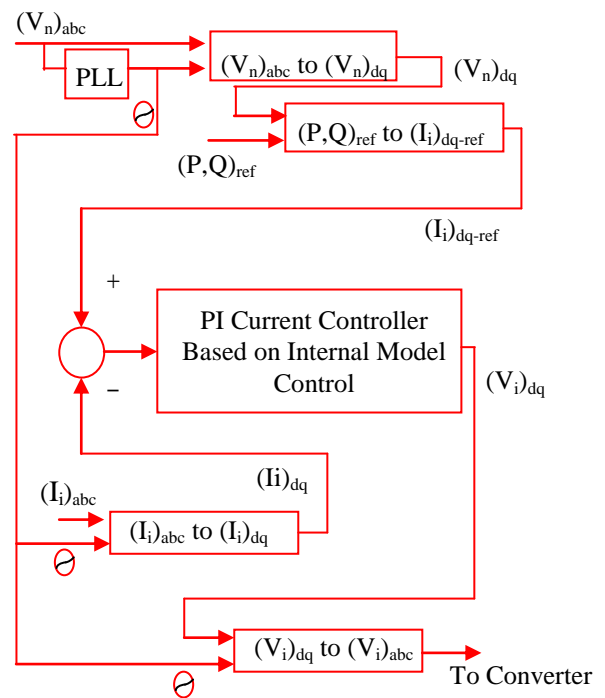 (Vn)abc
PLL
(Vn)abc to (Vn)dq
(Vn)dq
(P,Q)ref to (Ii)dq-ref
(P,Q)ref
(Ii)dq-ref
+
PI Current Controller
Based on Internal Model
Control
−
(Vi)dq
(Ii)dq
(Ii)abc
(Ii)abc to (Ii)dq
(Vi)dq to (Vi)abc
To Converter